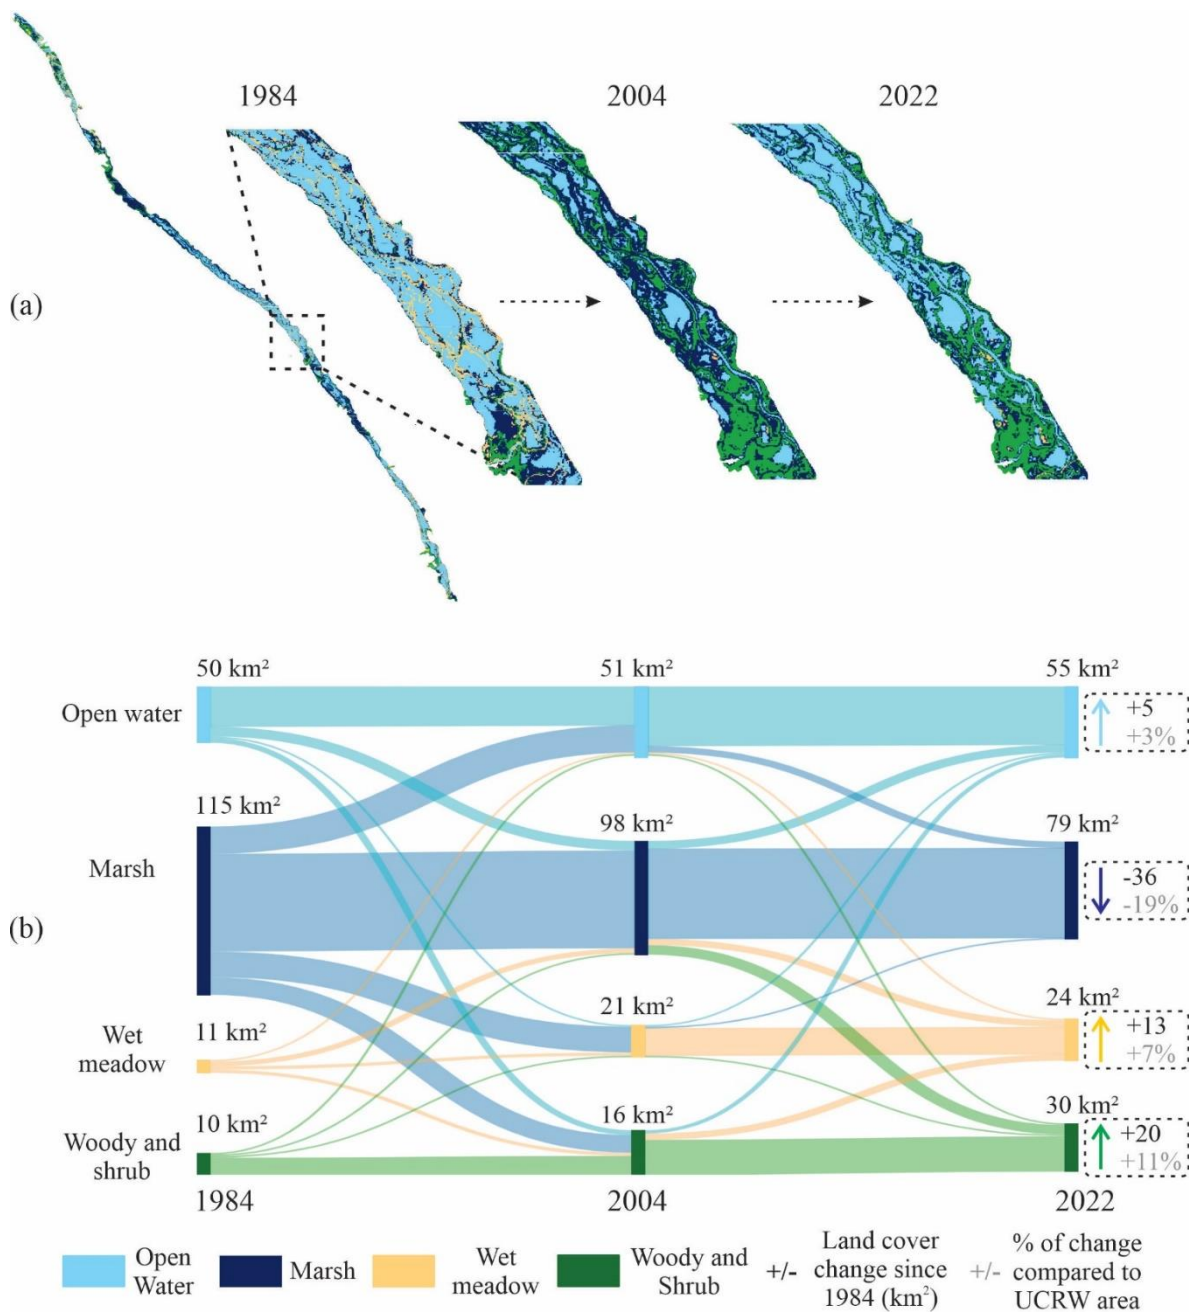 1984
2004
2022
(a)
50 km²
51 km²
55 km²
Open water
+5
+3%
115 km²
98 km²
79 km²
Marsh
-36
-19%
(b)
11 km²
21 km²
24 km²
Wet
meadow
+13
+7%
10 km²
16 km²
30 km²
Woody and
shrub
+20
+11%
1984
2004
2022
Open
Water
Marsh
Wet
meadow
Woody and
Shrub
+/-
Land cover
change since
1984 (km²)
+/-
% of change
compared to
UCRW area